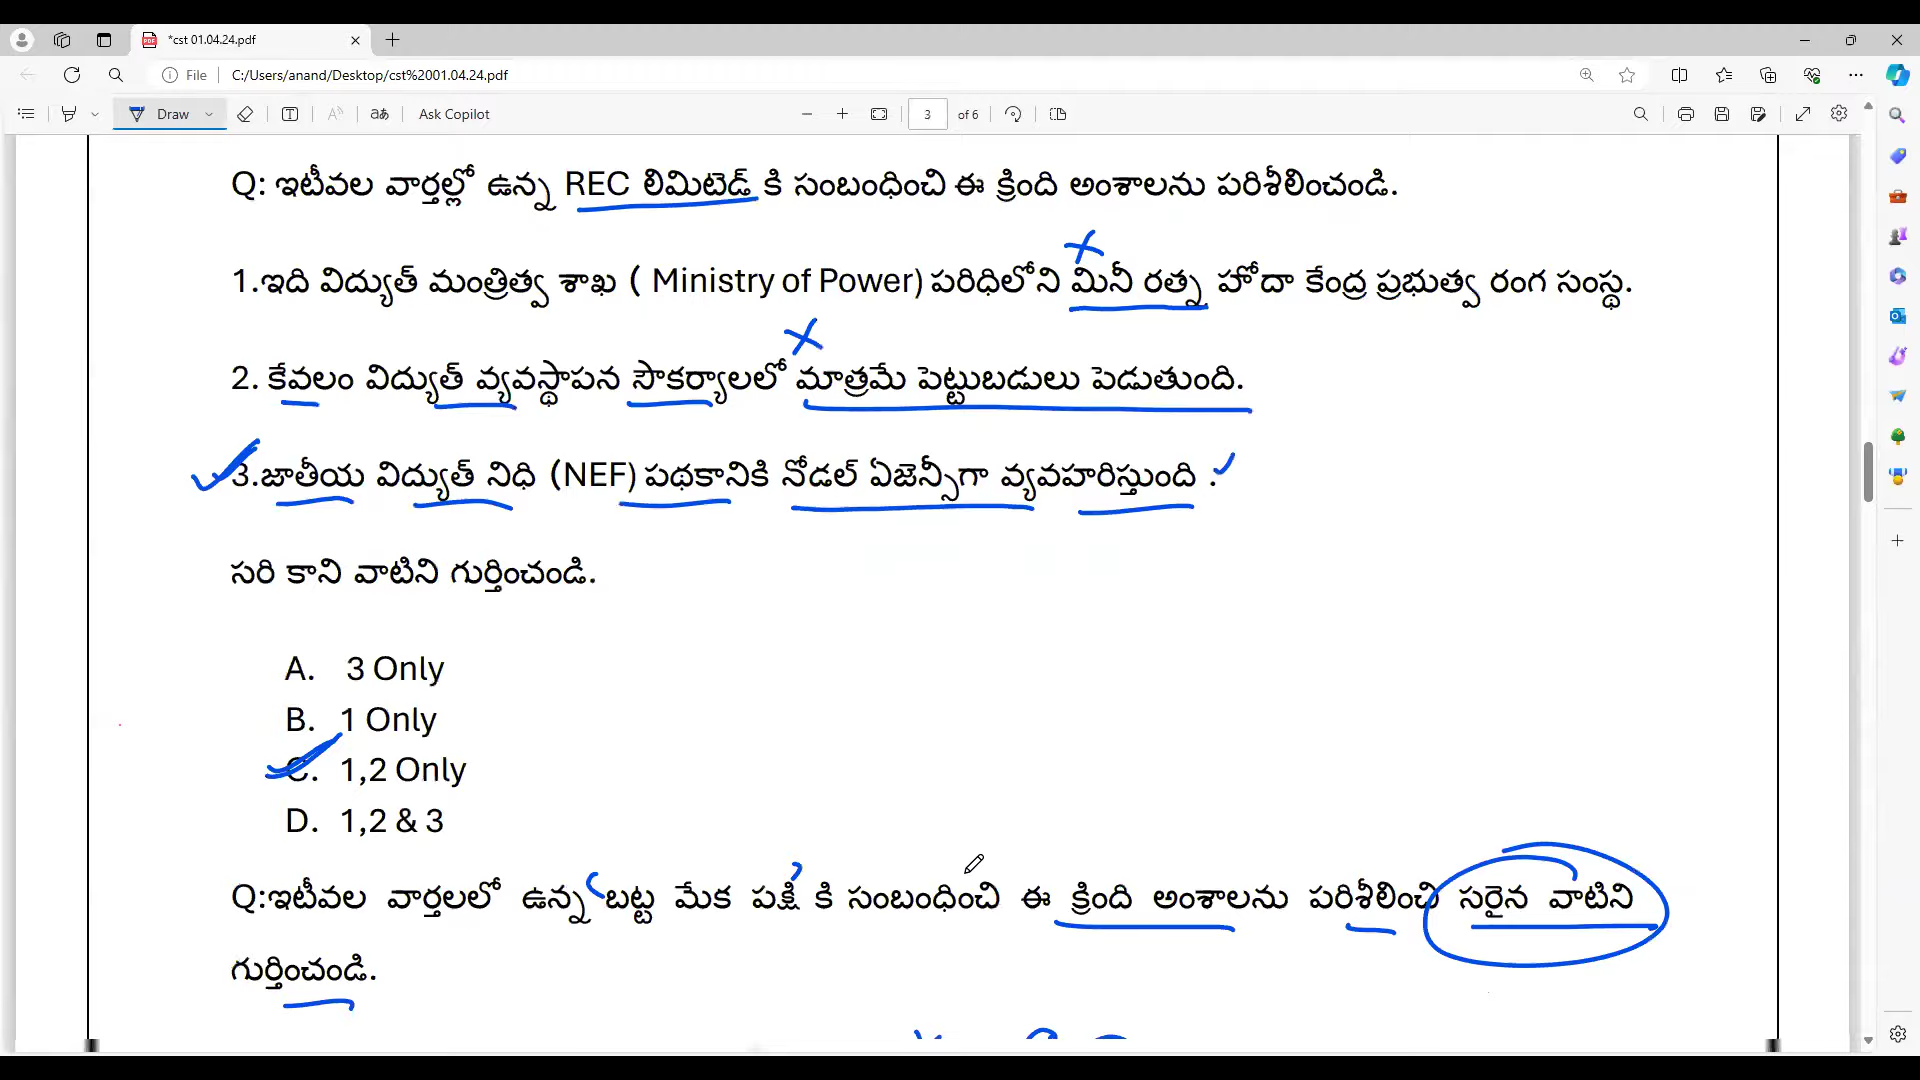 *cst 01.04.24.pdf
File C:/Users/anand/Desktop/cst%2001.04.24.pdf
Draw Ask Copilot 3 of 6
Q: ఇటీవల వార్తల్లో ఉన్న REC లిమిటెడ్ కి సంబంధించి ఈ క్రింది అంశాలను పరిశీలించండి.
1.ఇది విద్యుత్ మంత్రిత్వ శాఖ ( Ministry of Power) పరిధిలోని మినీ రత్న హోదా కేంద్ర ప్రభుత్వ రంగ సంస్థ.
2. కేవలం విద్యుత్ వ్యవస్థాపన సౌకర్యాలలో మాత్రమే పెట్టుబడులు పెడుతుంది.
3.జాతీయ విద్యుత్ నిధి (NEF) పథకానికి నోడల్ ఏజెన్సీగా వ్యవహరిస్తుంది .
సరి కాని వాటిని గుర్తించండి.
A. 3 Only
B. 1 Only
C. 1,2 Only
D. 1,2 & 3
Q:ఇటీవల వార్తలలో ఉన్న బట్ట మేక పక్షి కి సంబంధించి ఈ క్రింది అంశాలను పరిశీలించి సరైన వాటిని
గుర్తించండి.